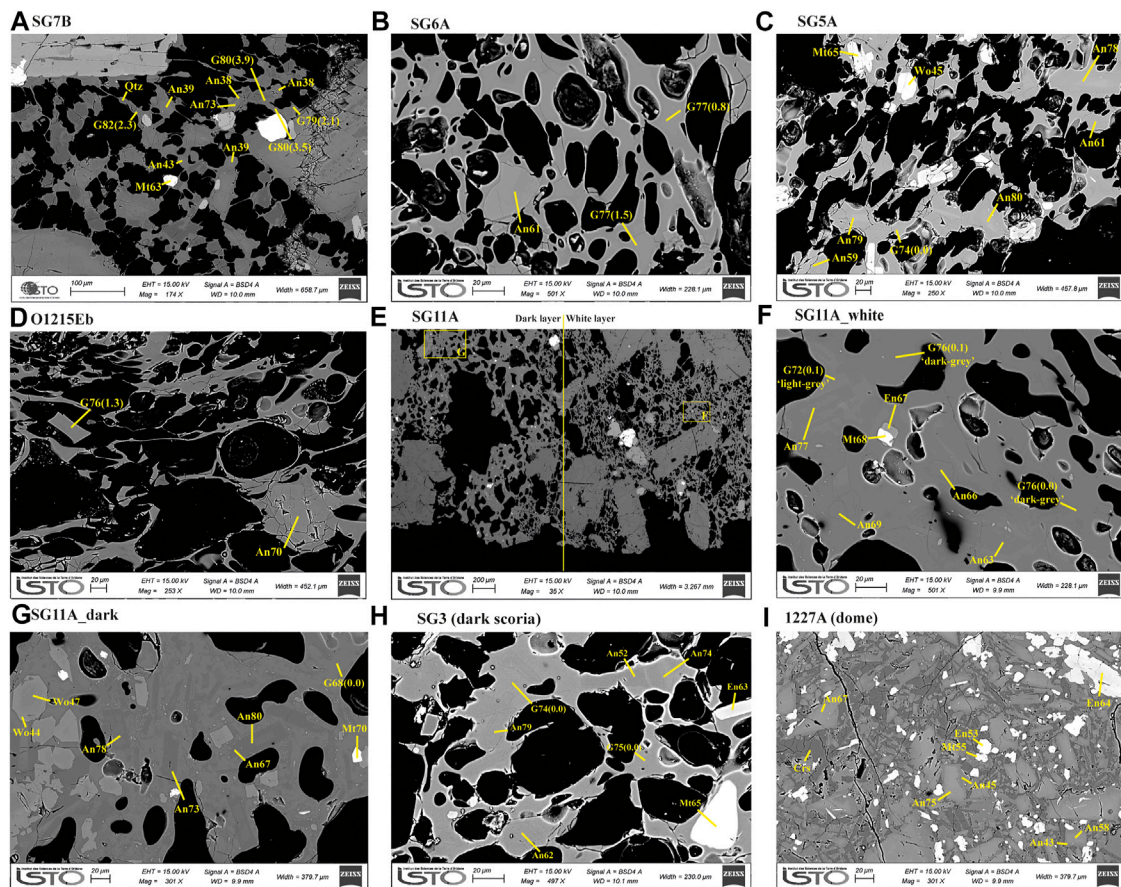 A SG7B
G80(3.9)
An38
An38
Qtz
An39
An73
G79(2.1)
G82(2.3)
An39
G80(3.5)
An43
Mt63
ISTO
100 µm
EHT = 15.00 kV
Signal A = BSD4 A
Mag = 174 X
WD = 10.0 mm
Width = 658.7 µm
ZEISS
B SG6A
G77(0.8)
An61
G77(1.5)
ISTO
20 µm
EHT = 15.00 kV
Signal A = BSD4 A
Mag = 501 X
WD = 10.0 mm
Width = 228.1 µm
ZEISS
C SG5A
Mt65
Wo45
An78
An61
An80
An79
G74(0.0)
An59
ISTO
20 µm
EHT = 15.00 kV
Signal A = BSD4 A
Mag = 250 X
WD = 10.0 mm
Width = 457.8 µm
ZEISS
D O1215Eb
G76(1.3)
An70
ISTO
20 µm
EHT = 15.00 kV
Signal A = BSD4 A
Mag = 253 X
WD = 10.0 mm
Width = 452.1 µm
ZEISS
E SG11A
Dark layer
White layer
G
F
ISTO
200 µm
EHT = 15.00 kV
Signal A = BSD4 A
Mag = 35 X
WD = 10.0 mm
Width = 3.267 mm
ZEISS
F SG11A_white
G76(0.1)
'dark-grey'
G72(0.1)
'light-grey'
En67
An77
Mt68
An66
G76(0.0)
'dark-grey'
An69
An63
ISTO
20 µm
EHT = 15.00 kV
Signal A = BSD4 A
Mag = 501 X
WD = 9.9 mm
Width = 228.1 µm
ZEISS
G SG11A_dark
G68(0.0)
Wo47
An80
Mt70
Wo44
An78
An67
An73
ISTO
20 µm
EHT = 15.00 kV
Signal A = BSD4 A
Mag = 301 X
WD = 9.9 mm
Width = 379.7 µm
ZEISS
H SG3 (dark scoria)
An52
An74
G74(0.0)
En63
An79
G75(0.0)
Mt65
An62
ISTO
20 µm
EHT = 15.00 kV
Signal A = BSD4 A
Mag = 497 X
WD = 10.1 mm
Width = 230.0 µm
ZEISS
I 1227A (dome)
An67
En64
En53
Mt55
Crs
An45
An75
An58
An43
ISTO
20 µm
EHT = 15.00 kV
Signal A = BSD4 A
Mag = 301 X
WD = 9.9 mm
Width = 379.7 µm
ZEISS